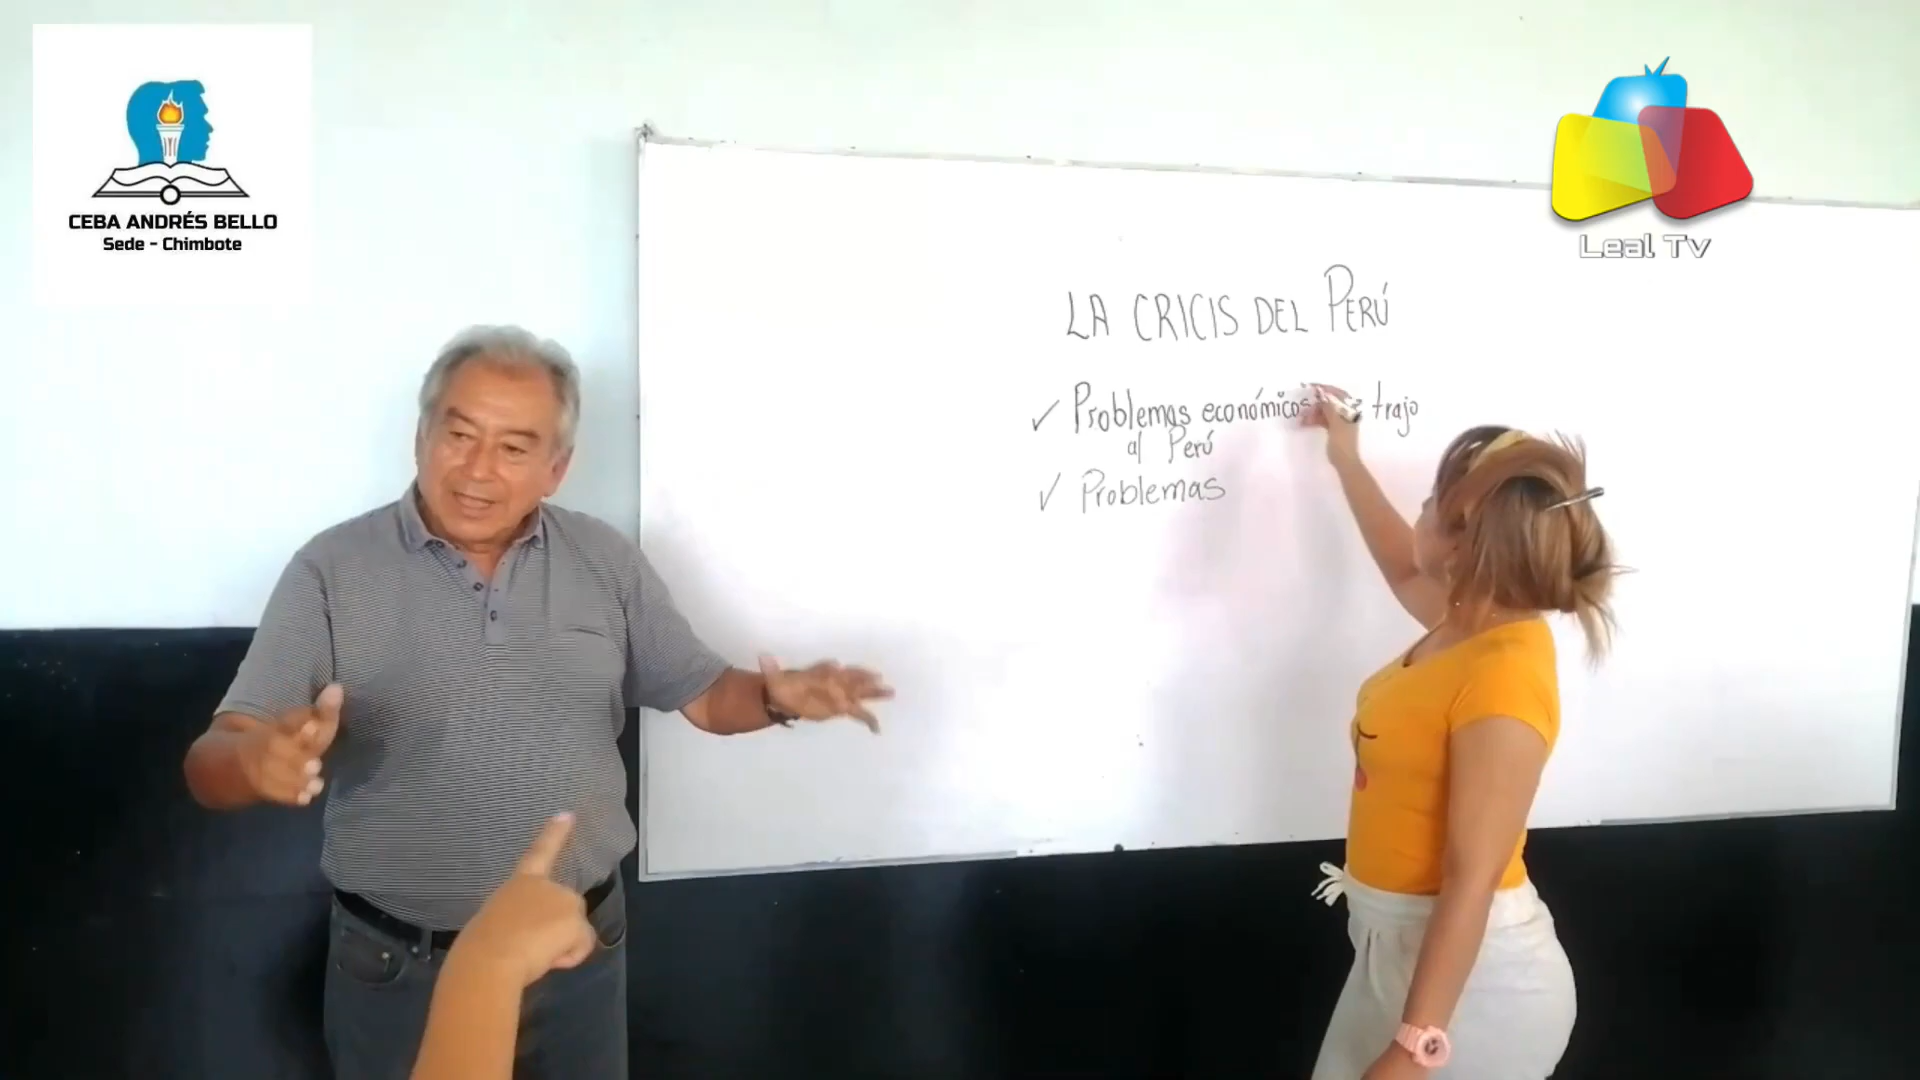 CEBA ANDRÉS BELLO
Sede - Chimbote
Leal Tv
LA CRICIS DEL PERÚ
✓ Problemas económicos trajo
al Perú
✓ Problemas